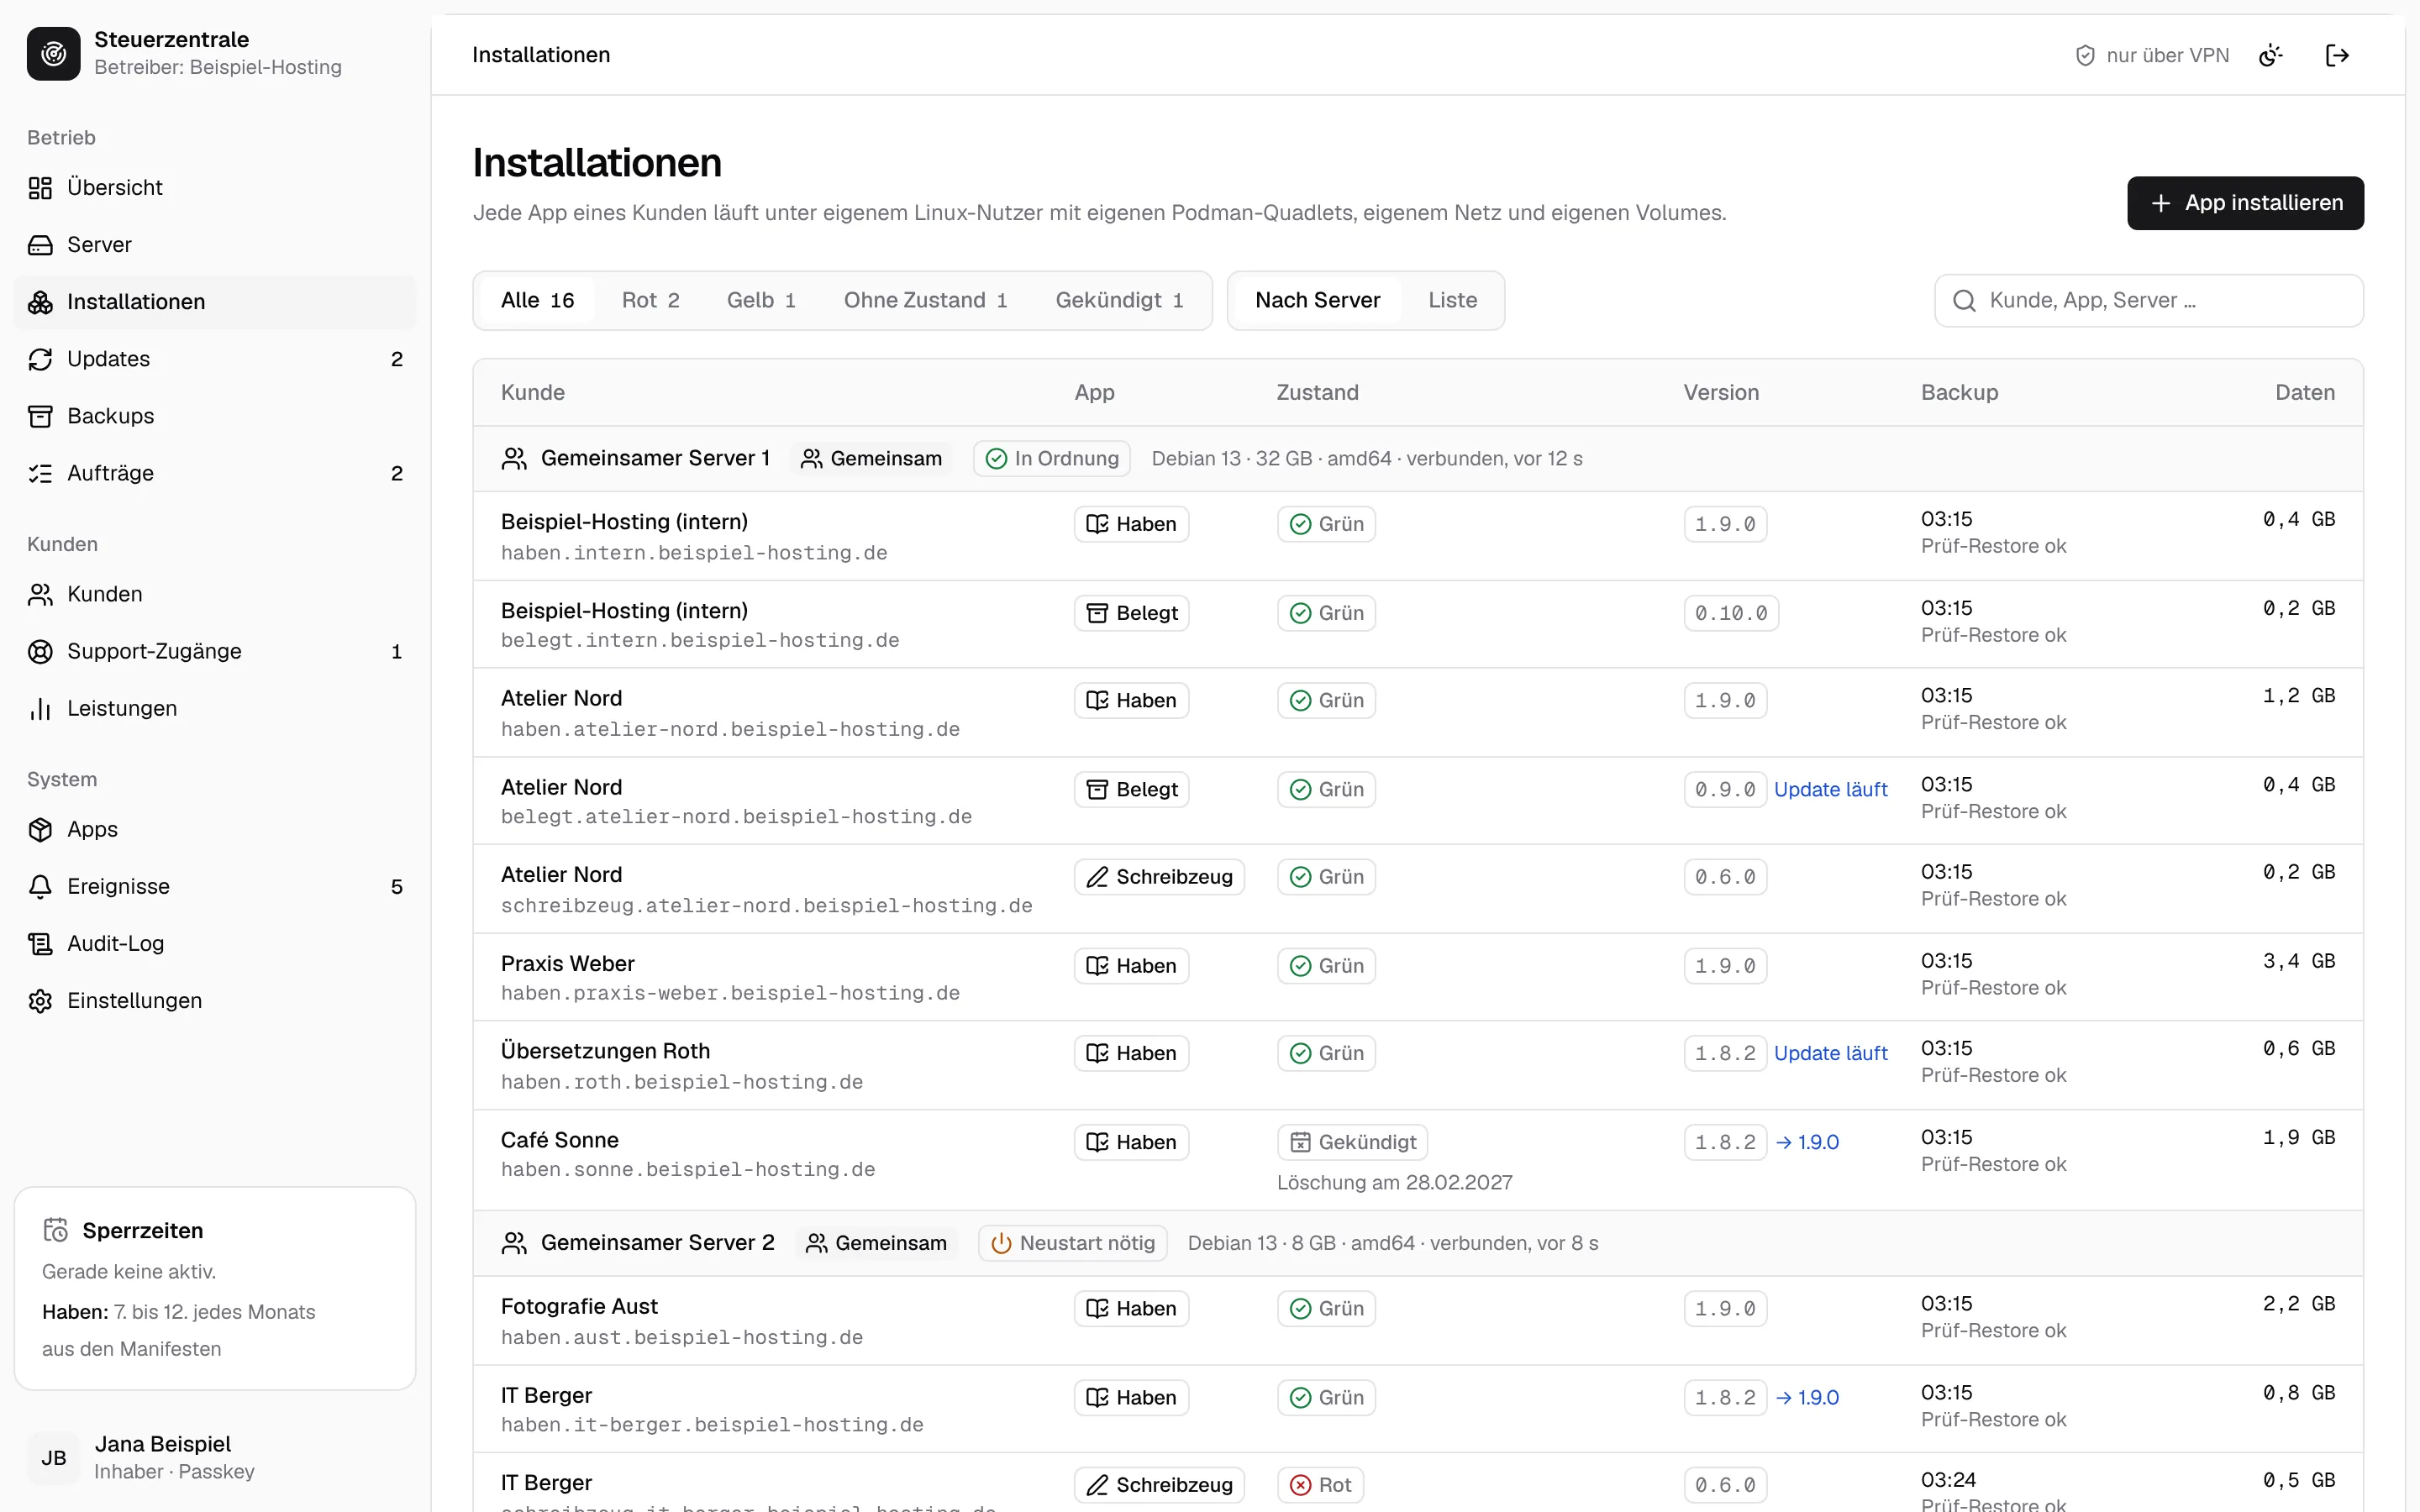 Steuerzentrale
Betreiber: Beispiel-Hosting
Betrieb
Übersicht
Server
Installationen
Updates 2
Backups
Aufträge 2
Kunden
Kunden
Support-Zugänge 1
Leistungen
System
Apps
Ereignisse 5
Audit-Log
Einstellungen
Sperrzeiten
Gerade keine aktiv.
Haben: 7. bis 12. jedes Monats
aus den Manifesten
JB
Jana Beispiel
Inhaber · Passkey
Installationen
nur über VPN
Installationen
Jede App eines Kunden läuft unter eigenem Linux-Nutzer mit eigenen Podman-Quadlets, eigenem Netz und eigenen Volumes.
App installieren
Alle 16 Rot 2 Gelb 1 Ohne Zustand 1 Gekündigt 1
Nach Server Liste
Kunde, App, Server ...
Kunde App Zustand Version Backup Daten
Gemeinsamer Server 1 Gemeinsam In Ordnung Debian 13 · 32 GB · amd64 · verbunden, vor 12 s
Beispiel-Hosting (intern) Haben Grün 1.9.0 03:15 0,4 GB
haben.intern.beispiel-hosting.de Prüf-Restore ok
Beispiel-Hosting (intern) Belegt Grün 0.10.0 03:15 0,2 GB
belegt.intern.beispiel-hosting.de Prüf-Restore ok
Atelier Nord Haben Grün 1.9.0 03:15 1,2 GB
haben.atelier-nord.beispiel-hosting.de Prüf-Restore ok
Atelier Nord Belegt Grün 0.9.0 Update läuft 03:15 0,4 GB
belegt.atelier-nord.beispiel-hosting.de Prüf-Restore ok
Atelier Nord Schreibzeug Grün 0.6.0 03:15 0,2 GB
schreibzeug.atelier-nord.beispiel-hosting.de Prüf-Restore ok
Praxis Weber Haben Grün 1.9.0 03:15 3,4 GB
haben.praxis-weber.beispiel-hosting.de Prüf-Restore ok
Übersetzungen Roth Haben Grün 1.8.2 Update läuft 03:15 0,6 GB
haben.roth.beispiel-hosting.de Prüf-Restore ok
Café Sonne Haben Gekündigt 1.8.2 → 1.9.0 03:15 1,9 GB
haben.sonne.beispiel-hosting.de Prüf-Restore ok
Löschung am 28.02.2027
Gemeinsamer Server 2 Gemeinsam Neustart nötig Debian 13 · 8 GB · amd64 · verbunden, vor 8 s
Fotografie Aust Haben Grün 1.9.0 03:15 2,2 GB
haben.aust.beispiel-hosting.de Prüf-Restore ok
IT Berger Haben Grün 1.8.2 → 1.9.0 03:15 0,8 GB
haben.it-berger.beispiel-hosting.de Prüf-Restore ok
IT Berger Schreibzeug Rot 0.6.0 03:24 0,5 GB
schreibzeug.it-berger.beispiel-hosting.de Prüf-Restore ok